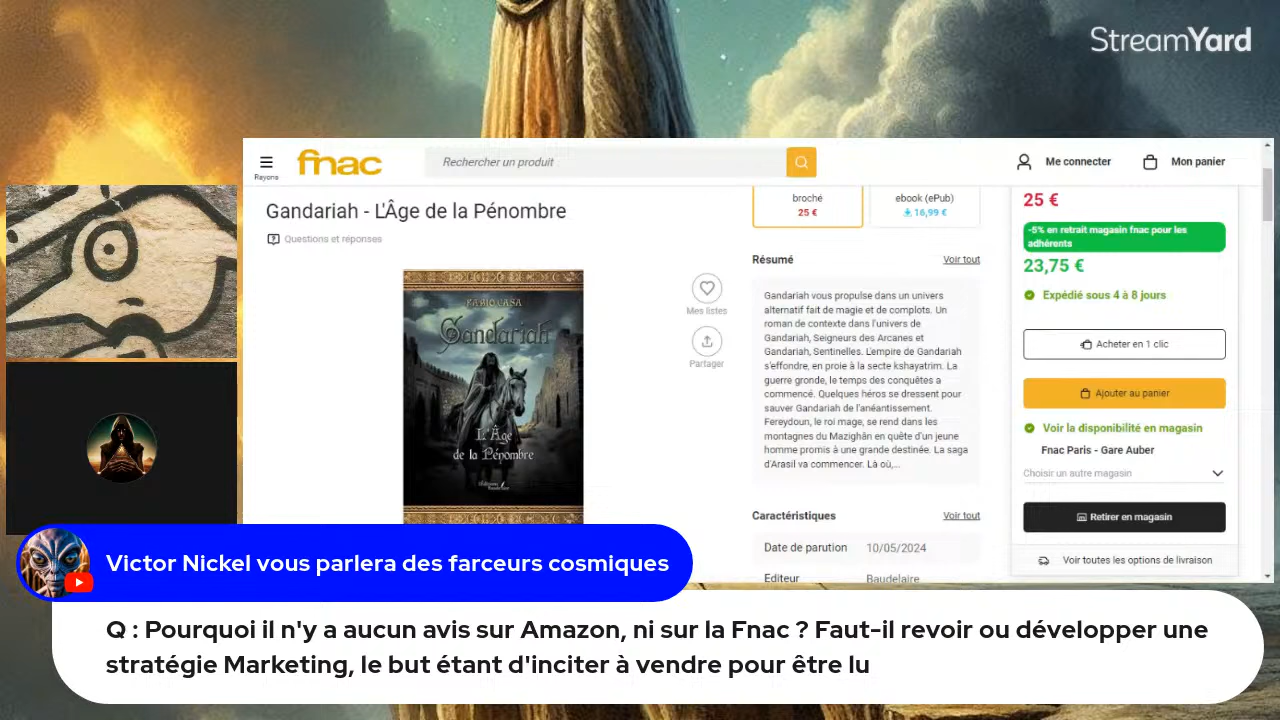 StreamYard
Rayons
fnac
Rechercher un produit
Me connecter
Mon panier
Gandariah - L'Âge de la Pénombre
Questions et réponses
FABIO CASA
Gandariah
L'Âge
de la Pénombre
Mes listes
Partager
broché
25 €
ebook (ePub)
16,99 €
Résumé
Voir tout
Gandariah vous propulse dans un univers
alternatif fait de magie et de complots. Un
roman de contexte dans l'univers de
Gandariah, Seigneurs des Arcanes et
Gandariah, Sentinelles. L'empire de Gandariah
s'effondre, en proie à la secte kshayatrim. La
guerre gronde, le temps des conquêtes a
commencé. Quelques héros se dressent pour
sauver Gandariah de l'anéantissement.
Fereydoun, le roi mage, se rend dans les
montagnes du Mazighân en quête d'un jeune
homme promis à une grande destinée. La saga
d'Arasil va commencer. Là où,...
Caractéristiques
Voir tout
Date de parution
10/05/2024
Editeur
Baudelaire
25 €
-5% en retrait magasin fnac pour les
adhérents
23,75 €
Expédié sous 4 à 8 jours
Acheter en 1 clic
Ajouter au panier
Voir la disponibilité en magasin
Fnac Paris - Gare Auber
Choisir un autre magasin
Retirer en magasin
Voir toutes les options de livraison
Victor Nickel vous parlera des farceurs cosmiques
Q : Pourquoi il n'y a aucun avis sur Amazon, ni sur la Fnac ? Faut-il revoir ou développer une
stratégie Marketing, le but étant d'inciter à vendre pour être lu